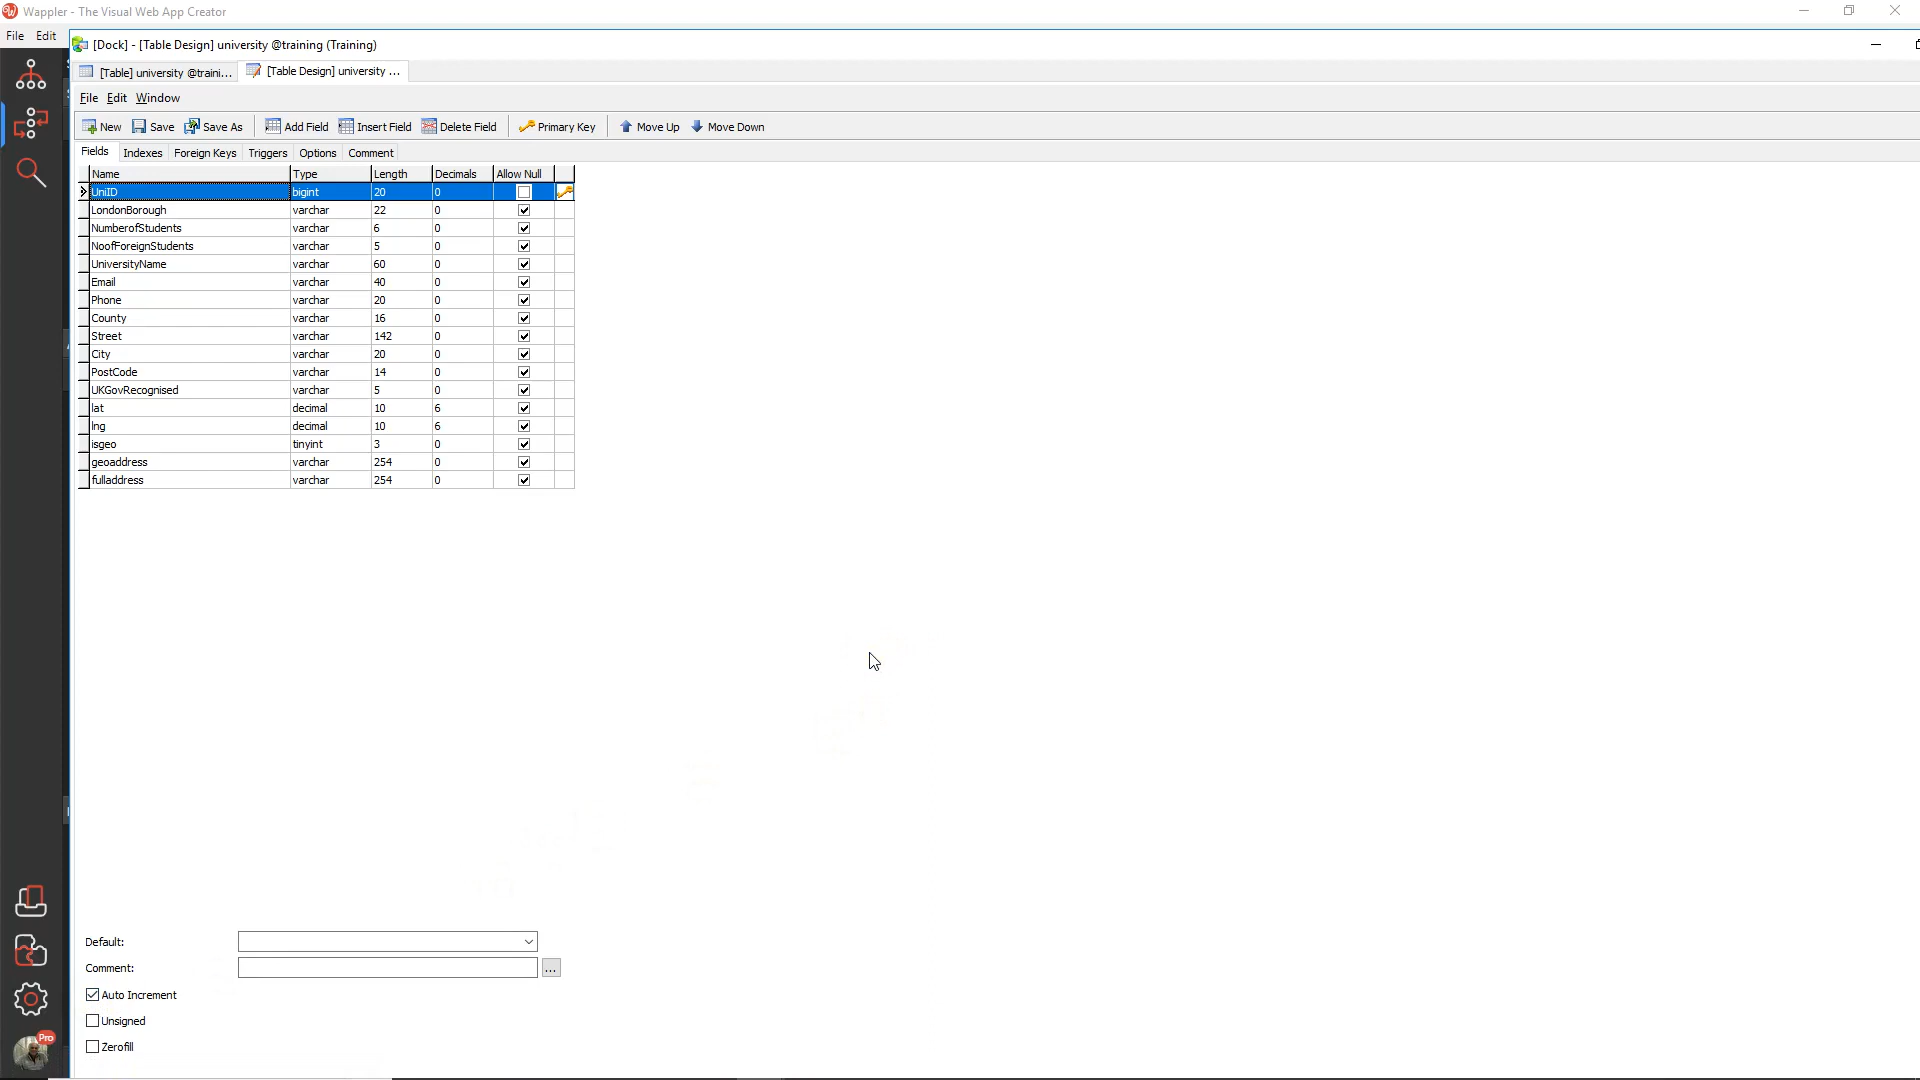 Wappler - The Visual Web App Creator
File Edit
[Dock] - [Table Design] university @training (Training)
[Table] university @traini... [Table Design] university ...
File Edit Window
New Save Save As Add Field Insert Field Delete Field Primary Key Move Up Move Down
Fields Indexes Foreign Keys Triggers Options Comment
Name Type Length Decimals Allow Null
UniID bigint 20 0
LondonBorough varchar 22 0
NumberofStudents varchar 6 0
NoofForeignStudents varchar 5 0
UniversityName varchar 60 0
Email varchar 40 0
Phone varchar 20 0
County varchar 16 0
Street varchar 142 0
City varchar 20 0
PostCode varchar 14 0
UKGovRecognised varchar 5 0
lat decimal 10 6
lng decimal 10 6
isgeo tinyint 3 0
geoaddress varchar 254 0
fulladdress varchar 254 0
Default:
Comment: ...
Auto Increment
Unsigned
Zerofill
Pro